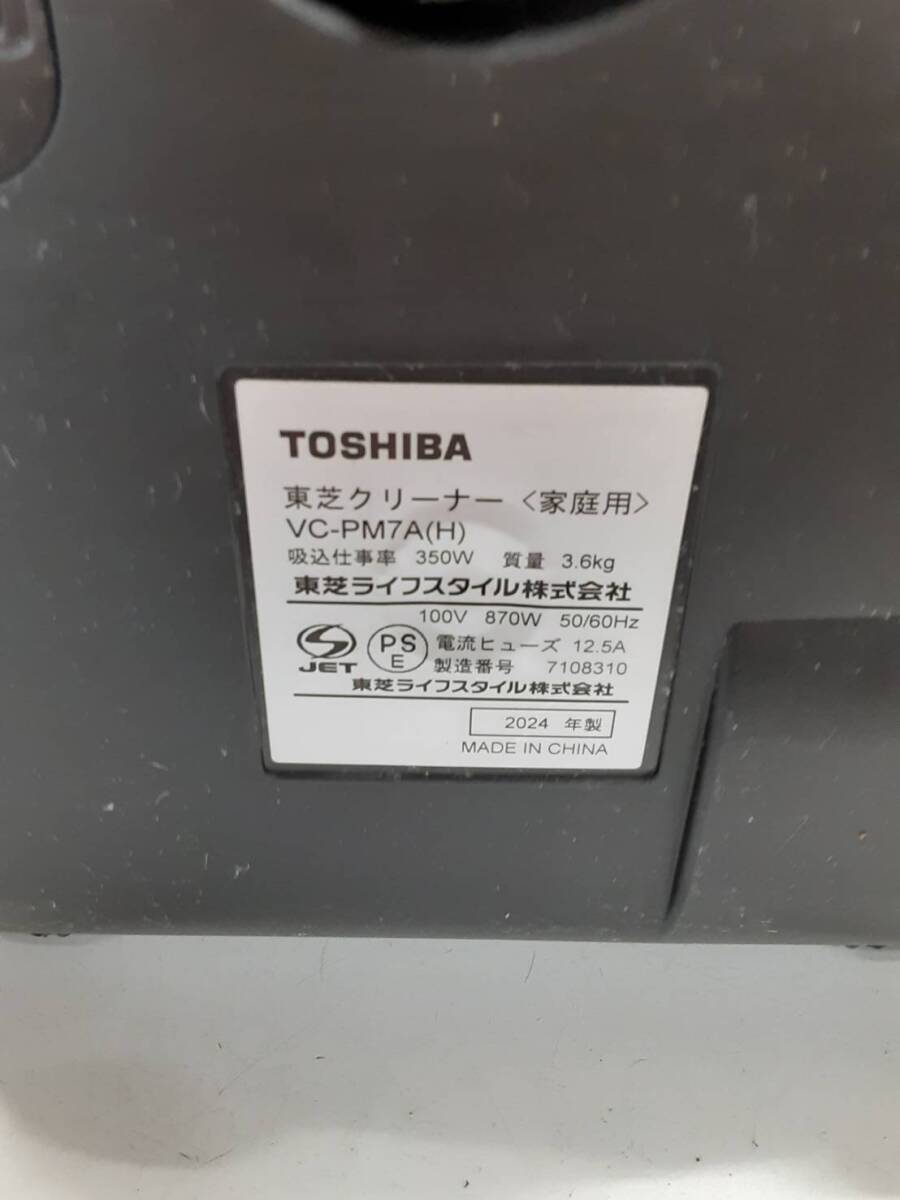 TOSHIBA
東芝クリーナー〈家庭用〉
VC-PM7A(H)
吸込仕事率 350W 質量 3.6kg
東芝ライフスタイル株式会社
100V 870W 50/60Hz
電流ヒューズ 12.5A
JET
PS
E
製造番号 7108310
東芝ライフスタイル株式会社
2024 年製
MADE IN CHINA